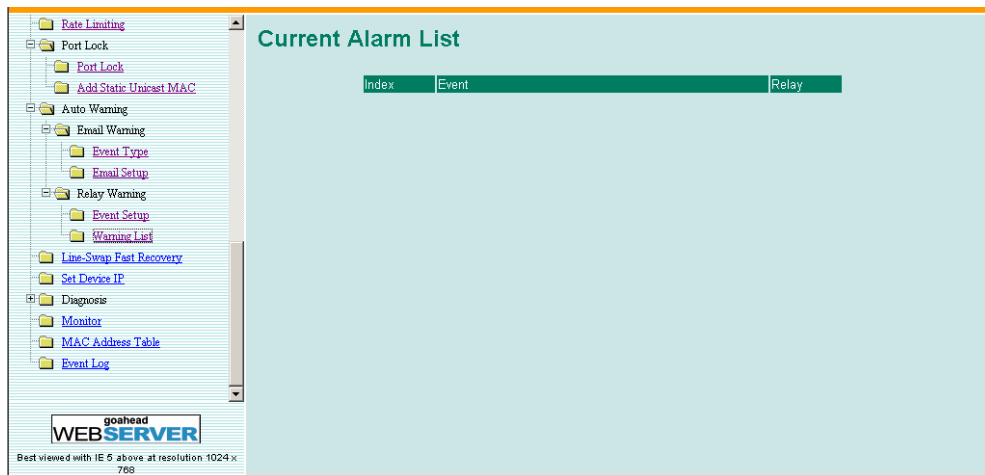 Rate Limiting
Port Lock
Port Lock
Add Static Unicast MAC
Auto Warning
Email Warning
Event Type
Email Setup
Relay Warning
Event Setup
Warning List
Line-Swap Fast Recovery
Set Device IP
Diagnosis
Monitor
MAC Address Table
Event Log
goahead
WEBSERVER
Best viewed with IE 5 above at resolution 1024 x
768
Current Alarm List
Index Event Relay